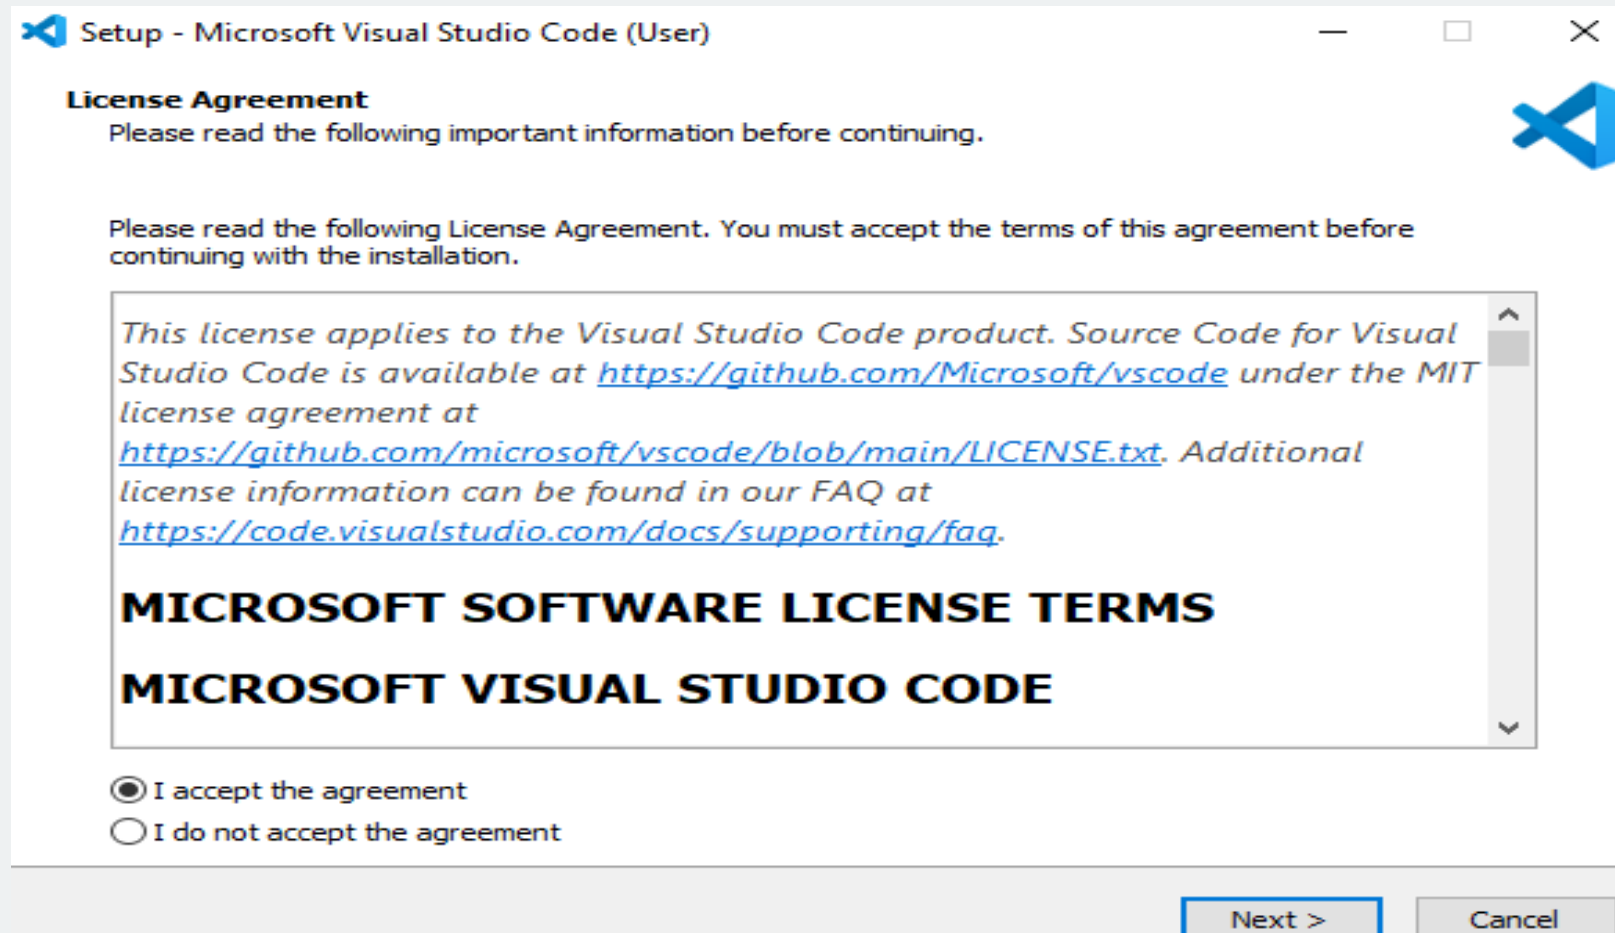 Setup - Microsoft Visual Studio Code (User)
License Agreement
Please read the following important information before continuing.
Please read the following License Agreement. You must accept the terms of this agreement before
continuing with the installation.
This license applies to the Visual Studio Code product. Source Code for Visual
Studio Code is available at https://github.com/Microsoft/vscode under the MIT
license agreement at
https://github.com/microsoft/vscode/blob/main/LICENSE.txt. Additional
license information can be found in our FAQ at
https://code.visualstudio.com/docs/supporting/faq.
MICROSOFT SOFTWARE LICENSE TERMS
MICROSOFT VISUAL STUDIO CODE
I accept the agreement
I do not accept the agreement
Next >
Cancel